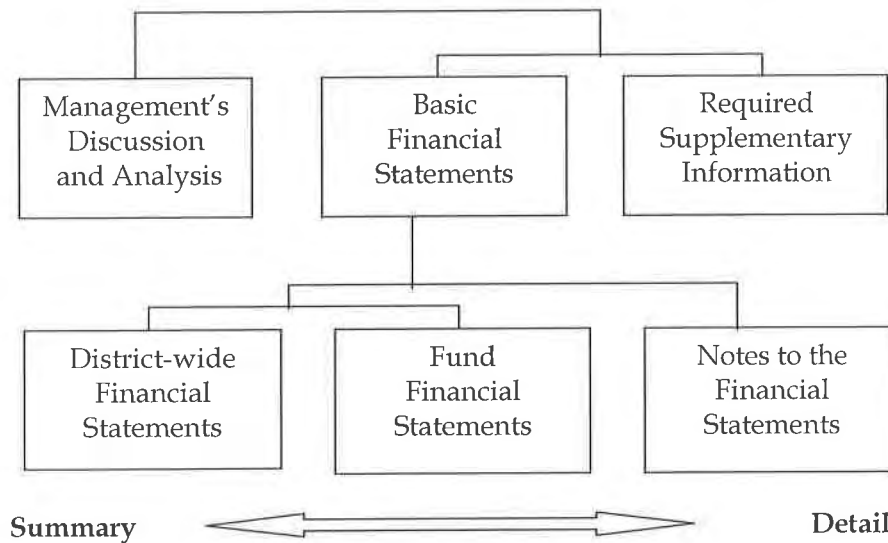 Management's
Discussion
and Analysis
Basic
Financial
Statements
Required
Supplementary
Information
District-wide
Financial
Statements
Fund
Financial
Statements
Notes to the
Financial
Statements
Summary
Detail